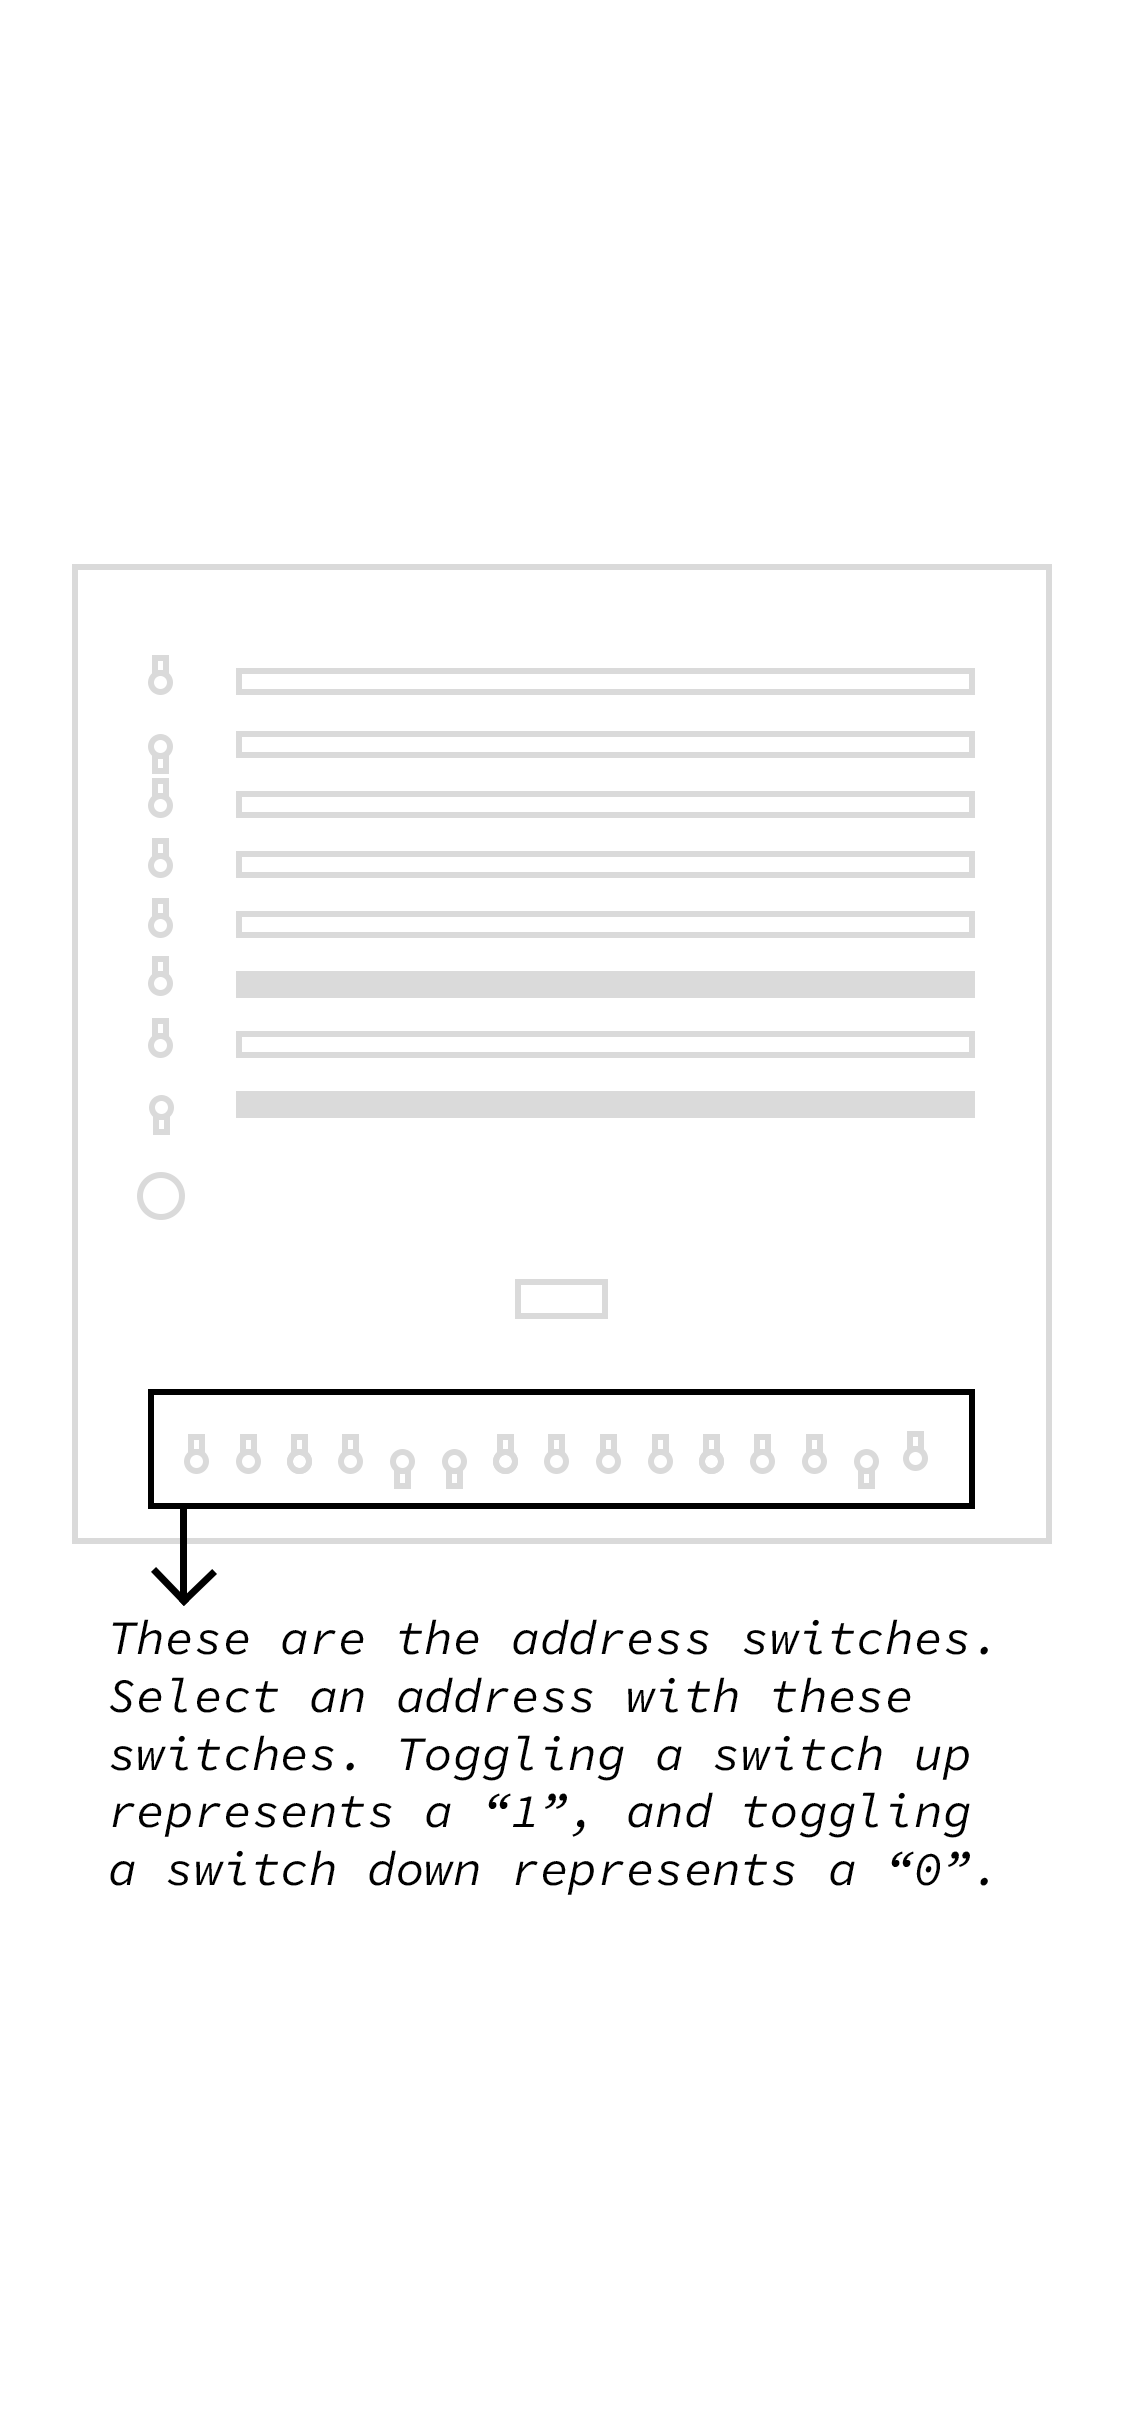 These are the address switches.
Select an address with these
switches. Toggling a switch up
represents a “1”, and toggling
a switch down represents a “0”.